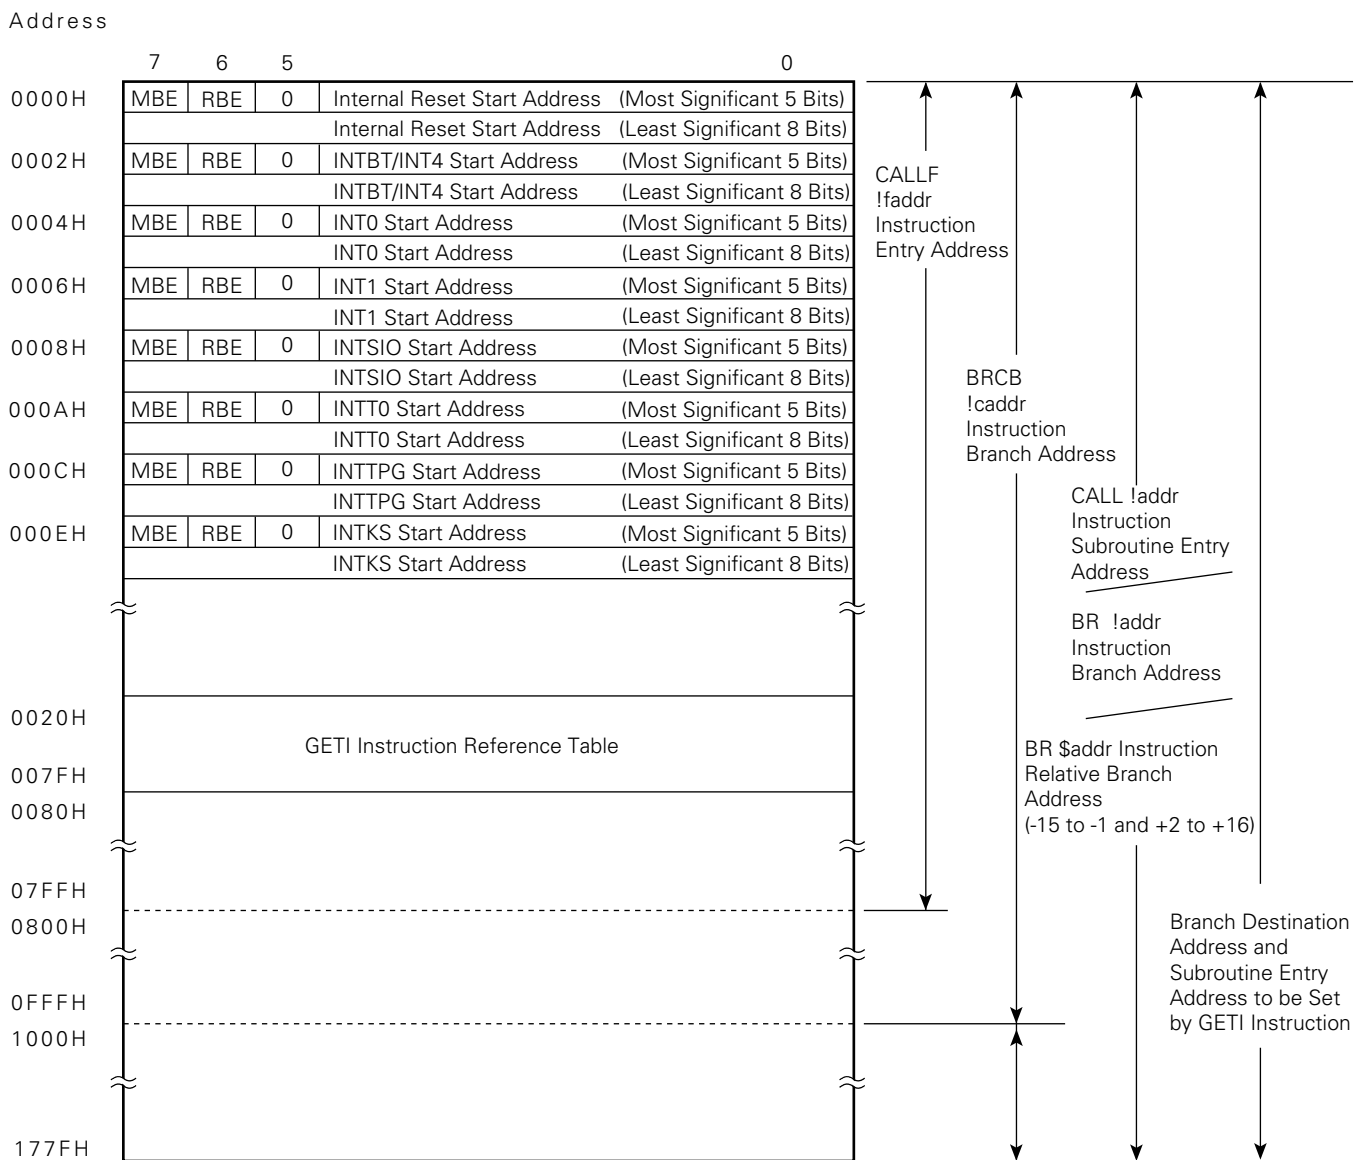 Address
7 6 5 0
0000H MBE RBE 0 Internal Reset Start Address (Most Significant 5 Bits)
Internal Reset Start Address (Least Significant 8 Bits)
0002H MBE RBE 0 INTBT/INT4 Start Address (Most Significant 5 Bits)
INTBT/INT4 Start Address (Least Significant 8 Bits)
0004H MBE RBE 0 INT0 Start Address (Most Significant 5 Bits)
INT0 Start Address (Least Significant 8 Bits)
0006H MBE RBE 0 INT1 Start Address (Most Significant 5 Bits)
INT1 Start Address (Least Significant 8 Bits)
0008H MBE RBE 0 INTSIO Start Address (Most Significant 5 Bits)
INTSIO Start Address (Least Significant 8 Bits)
000AH MBE RBE 0 INTT0 Start Address (Most Significant 5 Bits)
INTT0 Start Address (Least Significant 8 Bits)
000CH MBE RBE 0 INTTPG Start Address (Most Significant 5 Bits)
INTTPG Start Address (Least Significant 8 Bits)
000EH MBE RBE 0 INTKS Start Address (Most Significant 5 Bits)
INTKS Start Address (Least Significant 8 Bits)
0020H
GETI Instruction Reference Table
007FH
0080H
07FFH
0800H
0FFFH
1000H
177FH
CALLF
!faddr
Instruction
Entry Address
BRCB
!caddr
Instruction
Branch Address
CALL !addr
Instruction
Subroutine Entry
Address
BR !addr
Instruction
Branch Address
BR $addr Instruction
Relative Branch
Address
(-15 to -1 and +2 to +16)
Branch Destination
Address and
Subroutine Entry
Address to be Set
by GETI Instruction